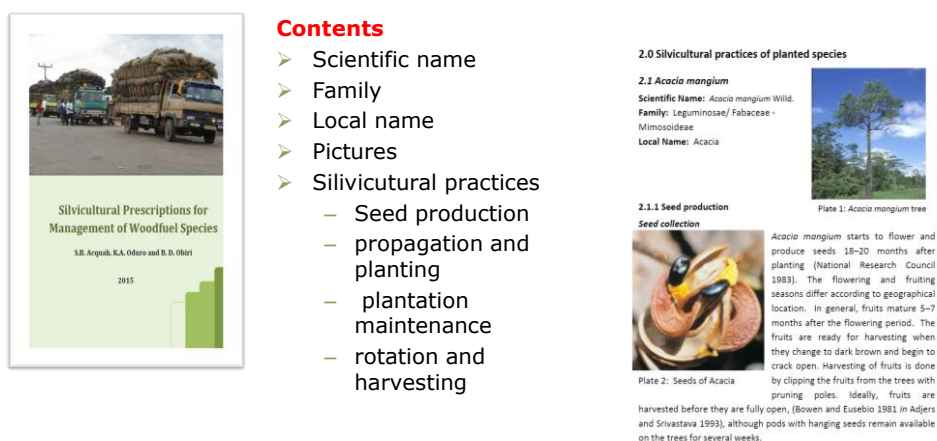 Silvicultural Prescriptions for
Management of Woodfuel Species
S.B. Acquah, K.A. Oduro and B. D. Obiri
2015
Contents
Scientific name
Family
Local name
Pictures
Silivicutural practices
– Seed production
– propagation and
planting
– plantation
maintenance
– rotation and
harvesting
2.0 Silvicultural practices of planted species
2.1 Acacia mangium
Scientific Name: Acacia mangium Willd.
Family: Leguminosae/ Fabaceae -
Mimosoideae
Local Name: Acacia
Plate 1: Acacia mangium tree
2.1.1 Seed production
Seed collection
Acacia mangium starts to flower and
produce seeds 18–20 months after
planting (National Research Council
1983). The flowering and fruiting
seasons differ according to geographical
location. In general, fruits mature 5–7
months after the flowering period. The
fruits are ready for harvesting when
they change to dark brown and begin to
crack open. Harvesting of fruits is done
by clipping the fruits from the trees with
pruning poles. Ideally, fruits are
Plate 2: Seeds of Acacia
harvested before they are fully open, (Bowen and Eusebio 1981 in Adjers
and Srivastava 1993), although pods with hanging seeds remain available
on the trees for several weeks.